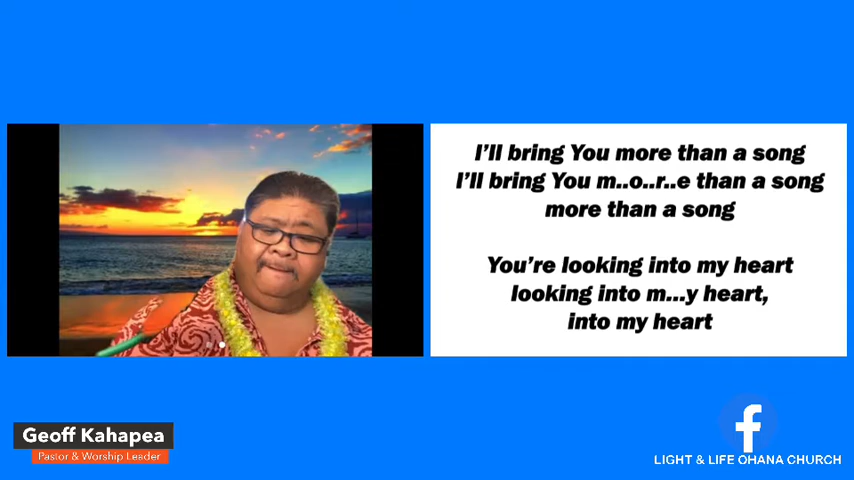 I'll bring You more than a song
I'll bring You m..o..r..e than a song
more than a song
You're looking into my heart
looking into m...y heart,
into my heart
Geoff Kahapea
Pastor & Worship Leader
f
LIGHT & LIFE OHANA CHURCH